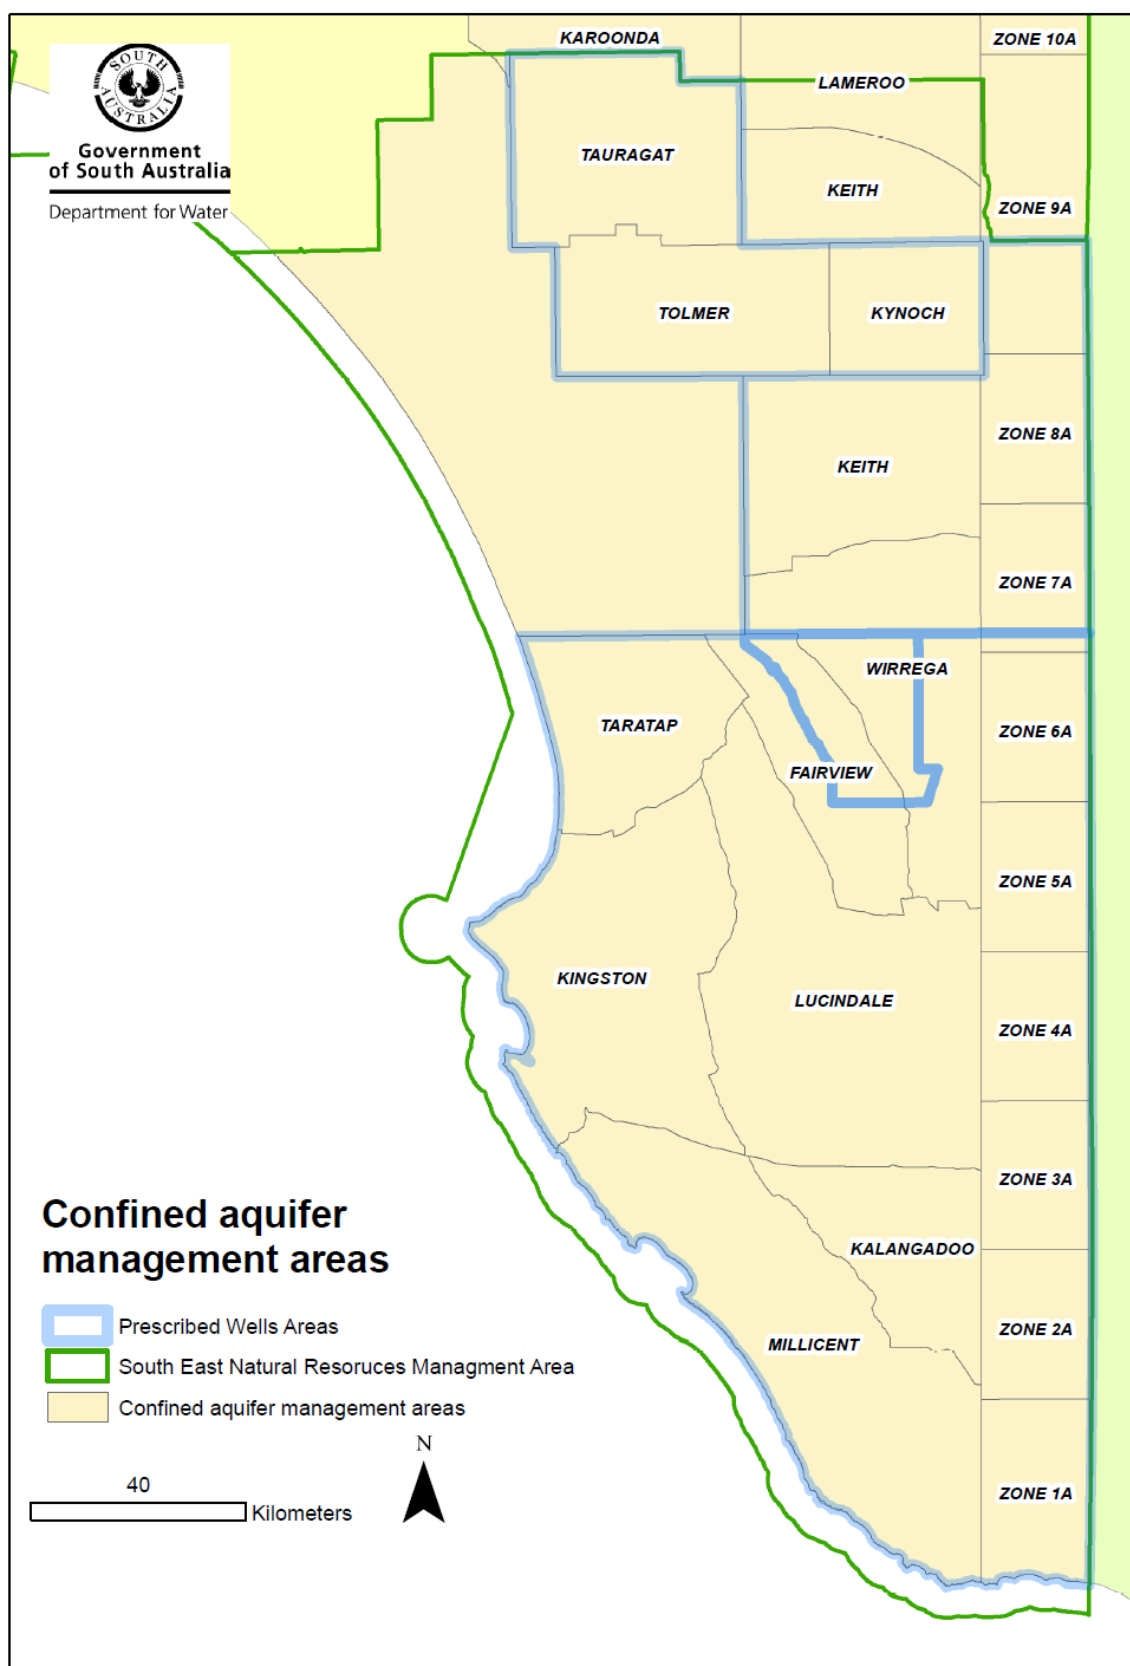 KAROONDA
ZONE 10A
SOUTH AUSTRALIA
LAMEROO
Government
of South Australia
Department for Water
TAURAGAT
KEITH
ZONE 9A
TOLMER
KYNOCH
ZONE 8A
KEITH
ZONE 7A
WIRREGA
TARATAP
ZONE 6A
FAIRVIEW
ZONE 5A
KINGSTON
LUCINDALE
ZONE 4A
ZONE 3A
Confined aquifer
management areas
KALANGADOO
Prescribed Wells Areas
ZONE 2A
MILLICENT
South East Natural Resoruces Managment Area
Confined aquifer management areas
N
40
Kilometers
ZONE 1A